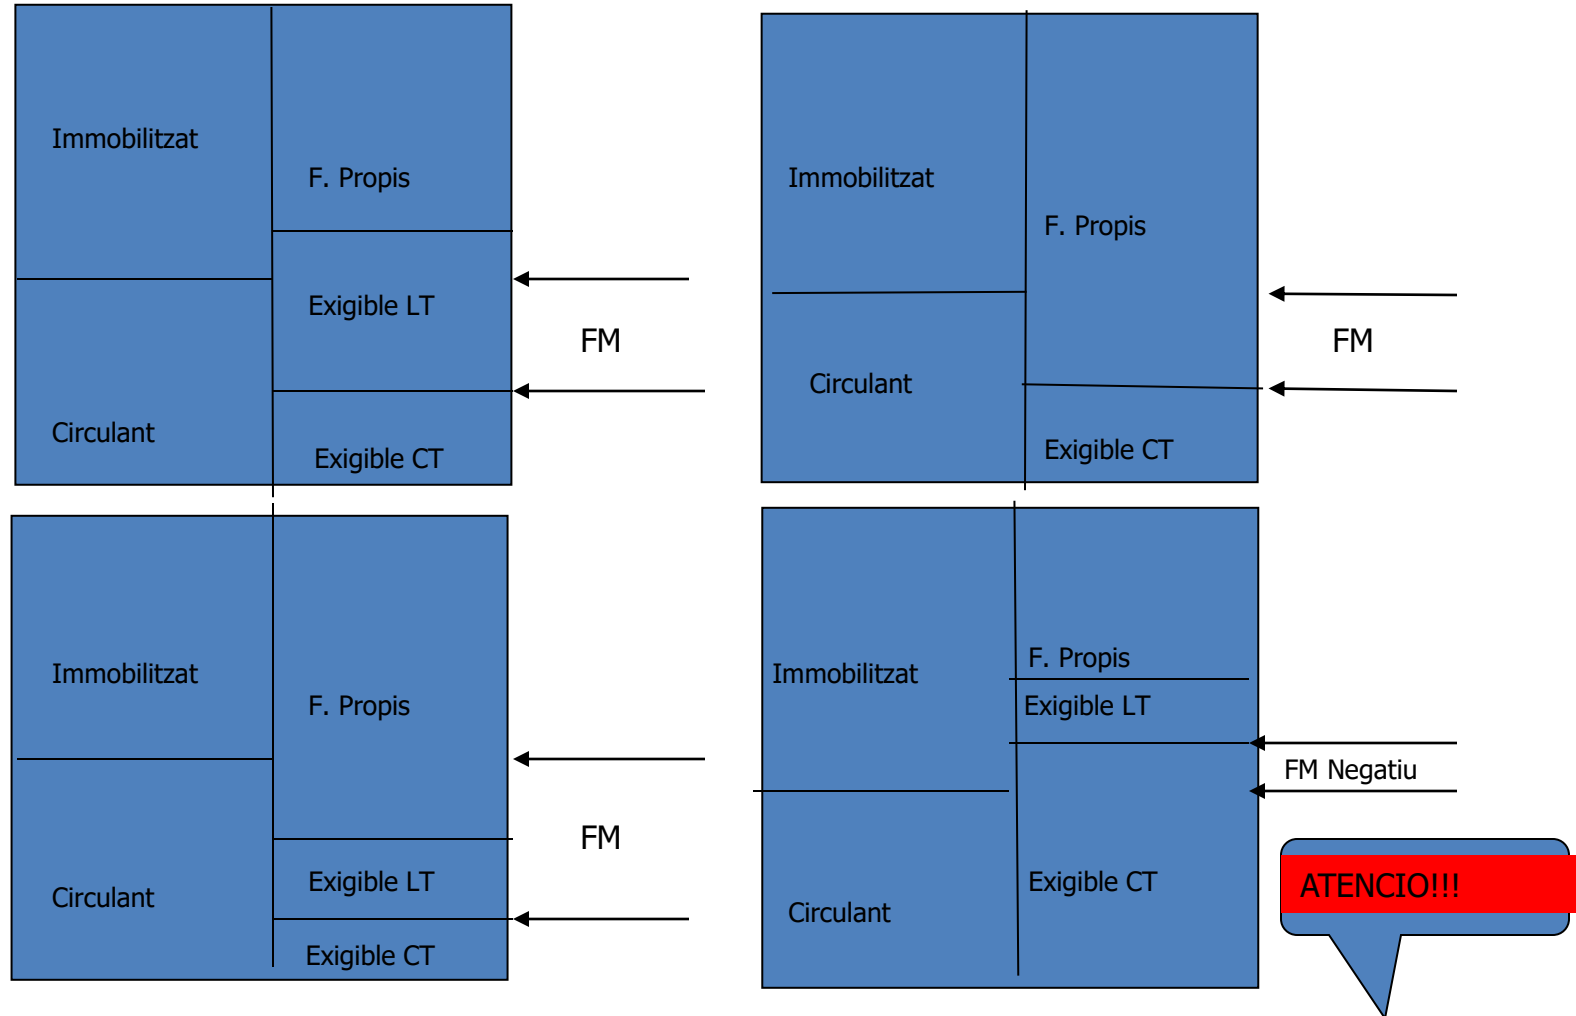 Immobilitzat
F. Propis
Exigible LT
FM
Circulant
Exigible CT
Immobilitzat
F. Propis
FM
Circulant
Exigible CT
Immobilitzat
F. Propis
FM
Exigible LT
Circulant
Exigible CT
F. Propis
Immobilitzat
Exigible LT
FM Negatiu
Exigible CT
ATENCIO!!!
Circulant